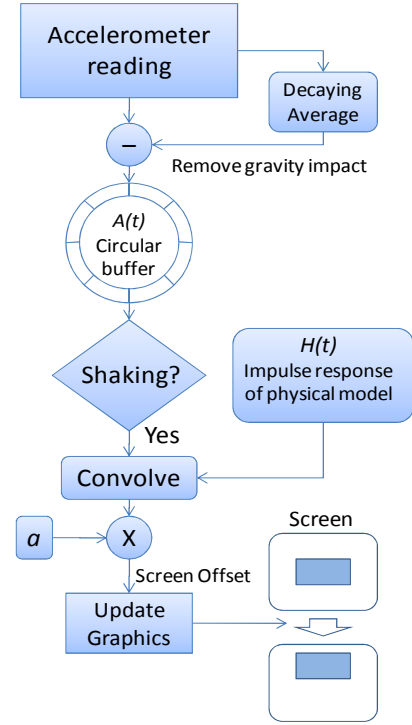 Accelerometer
reading
Decaying
Average
–
Remove gravity impact
A(t)
Circular
buffer
Shaking?
H(t)
Impulse response
of physical model
Yes
Convolve
a
X
Screen
Screen Offset
Update
Graphics